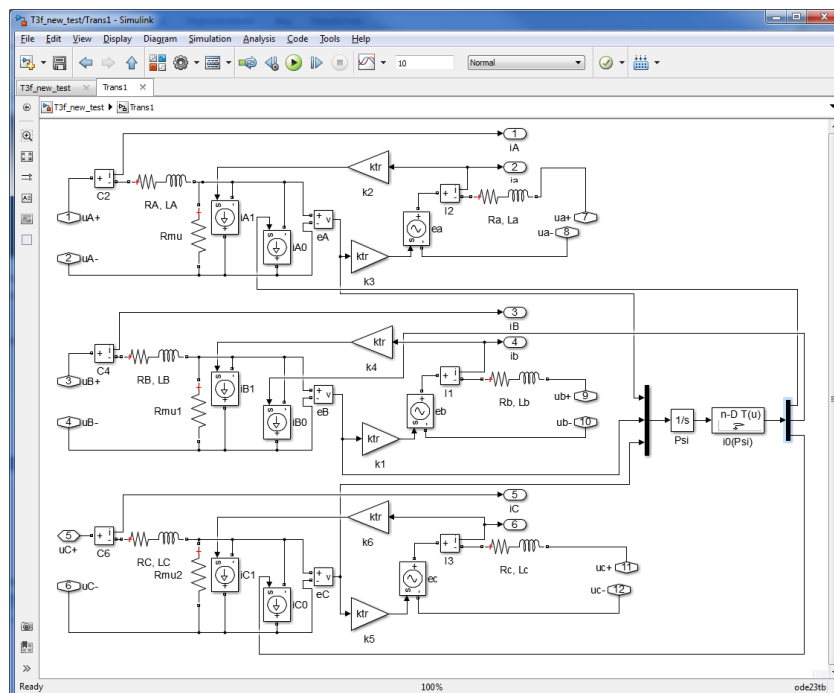 T3f_new_test/Trans1 - Simulink
File Edit View Display Diagram Simulation Analysis Code Tools Help
10 Normal
T3f_new_test Trans1
T3f_new_test Trans1
1
iA
C2
RA, LA
ktr
k2
2
ia
I2
Ra, La
1 uA+
iA1
Rmu
iA0
+ v -
eA
ea
ua+ 7
ua- 8
2 uA-
ktr
k3
3
iB
C4
RB, LB
ktr
k4
4
ib
I1
Rb, Lb
3 uB+
iB1
Rmu1
iB0
eB
eb
ub+ 9
ub- 10
4 uB-
ktr
k1
1/s
Psi
n-D T(u)
i0(Psi)
5
iC
5
uC+
C6
RC, LC
ktr
k6
6
I3
Rc, Lc
iC1
Rmu2
iC0
eC
ec
uc+ 11
uc- 12
6 uC-
ktr
k5
Ready 100% ode23tb